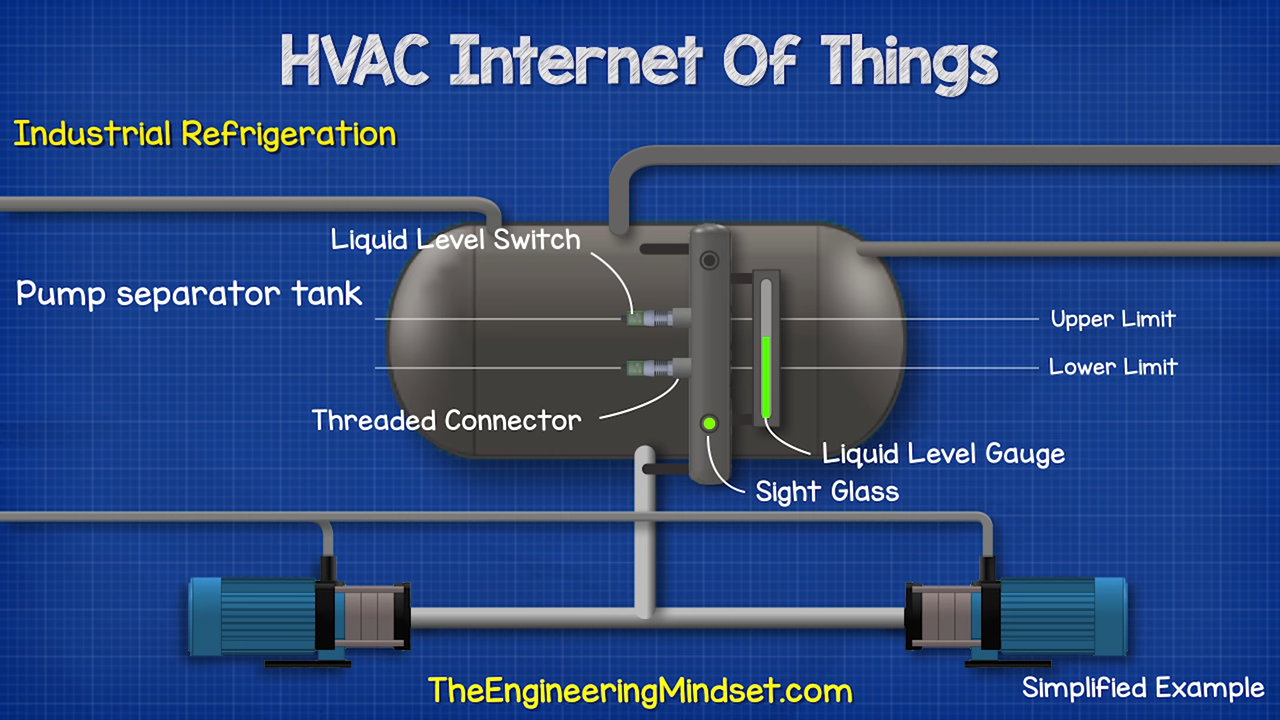 HVAC Internet Of Things
Industrial Refrigeration
Liquid Level Switch
Pump separator tank
Upper Limit
Lower Limit
Threaded Connector
Liquid Level Gauge
Sight Glass
TheEngineeringMindset.com
Simplified Example